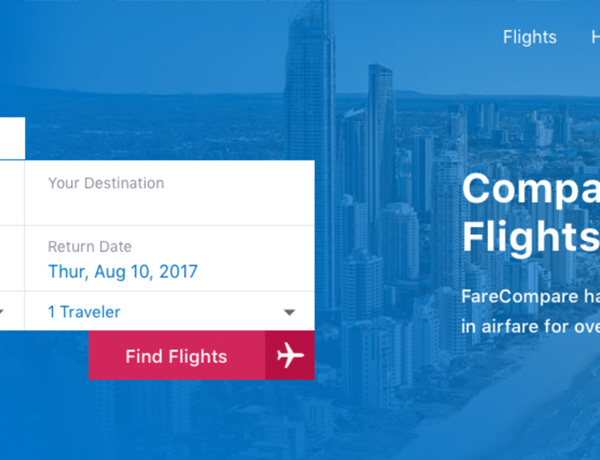 Flights H
Your Destination
Return Date
Thur, Aug 10, 2017
1 Traveler
Find Flights
Compa
Flights
FareCompare ha
in airfare for ove